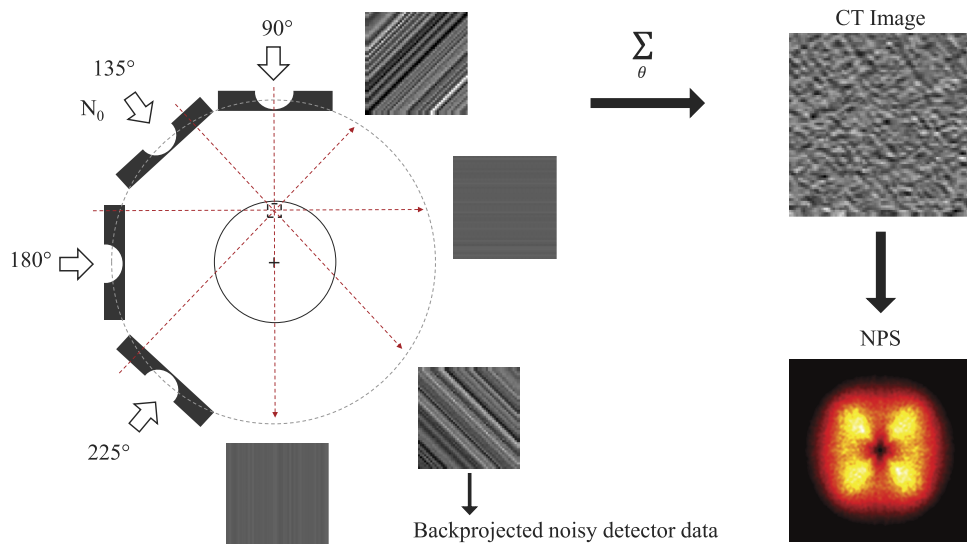 90°
135°
N₀
180°
225°
Σ
θ
CT Image
NPS
Backprojected noisy detector data